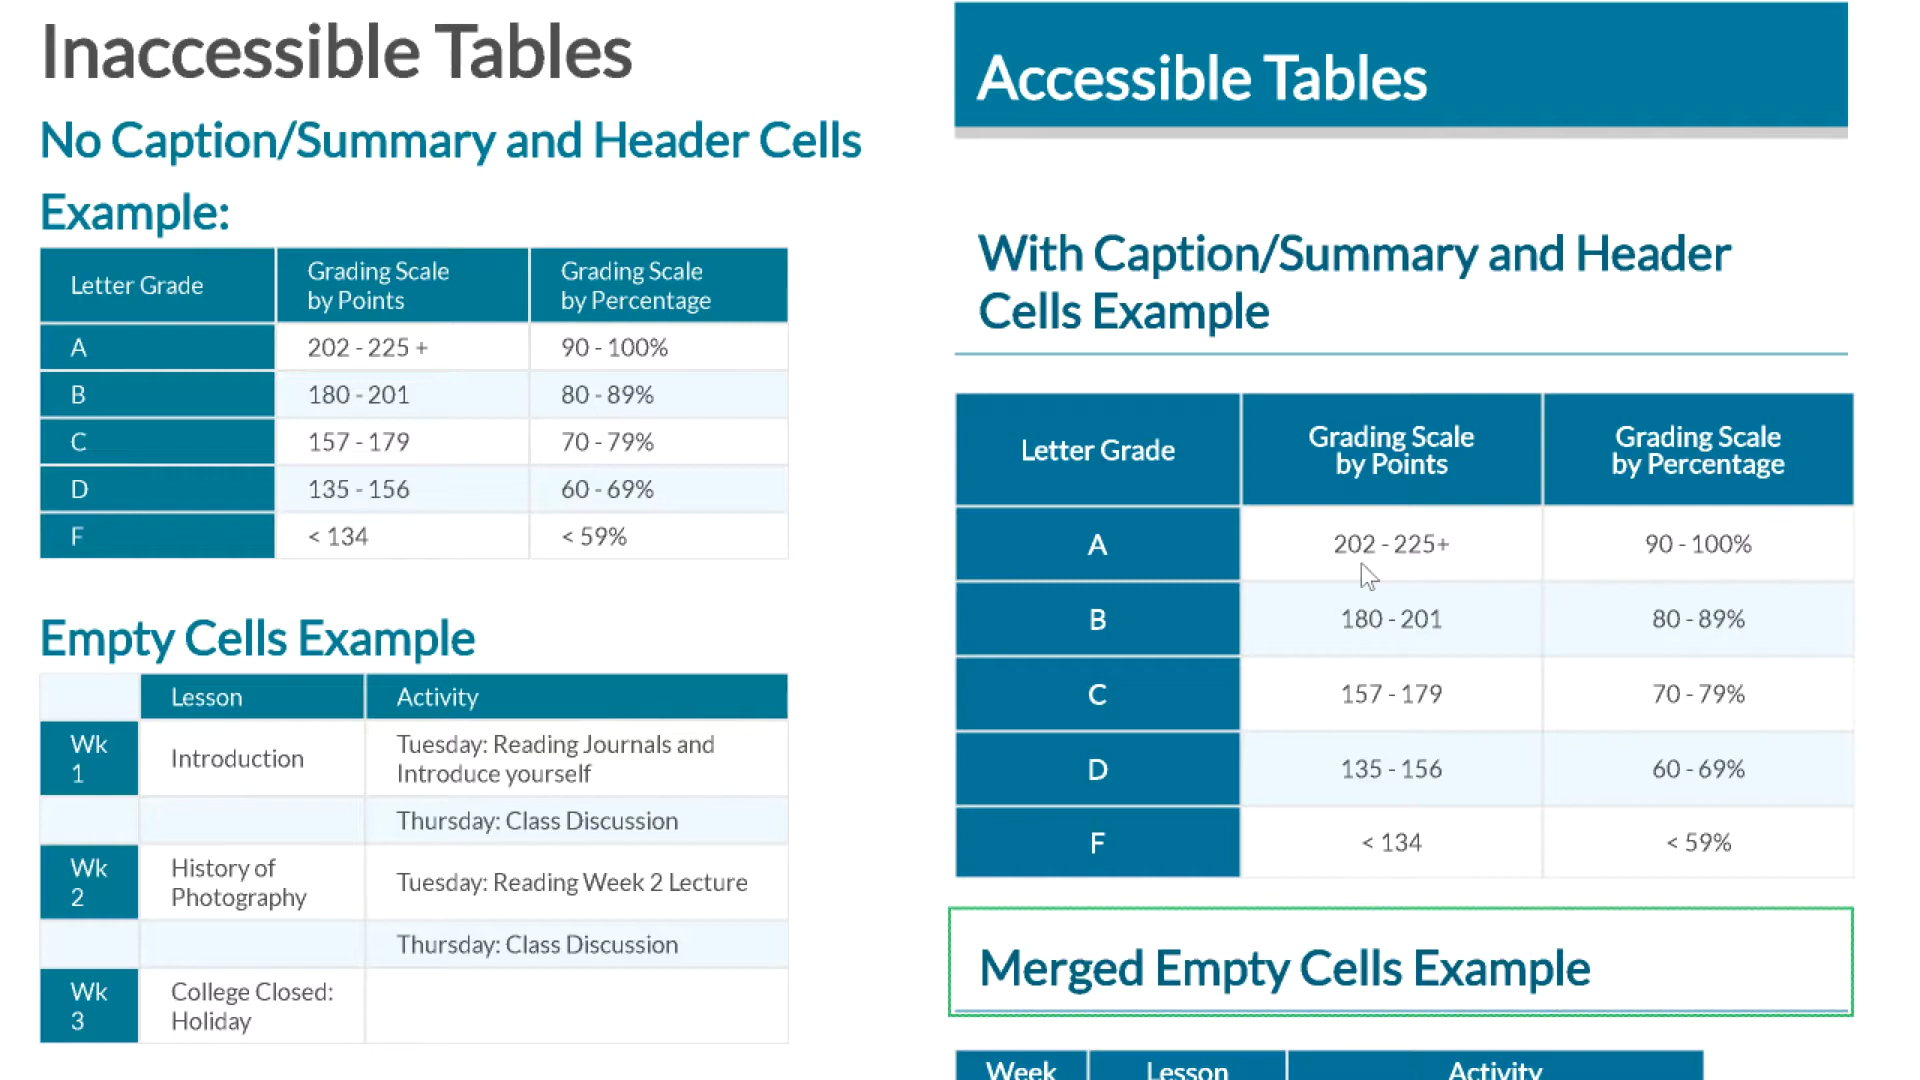 Inaccessible Tables
No Caption/Summary and Header Cells
Example:
Letter Grade
Grading Scale
by Points
Grading Scale
by Percentage
A
202 - 225 +
90 - 100%
B
180 - 201
80 - 89%
C
157 - 179
70 - 79%
D
135 - 156
60 - 69%
F
< 134
< 59%
Empty Cells Example
Lesson
Activity
Wk
1
Introduction
Tuesday: Reading Journals and
Introduce yourself
Thursday: Class Discussion
Wk
2
History of
Photography
Tuesday: Reading Week 2 Lecture
Thursday: Class Discussion
Wk
3
College Closed:
Holiday
Accessible Tables
With Caption/Summary and Header
Cells Example
Letter Grade
Grading Scale
by Points
Grading Scale
by Percentage
A
202 - 225+
90 - 100%
B
180 - 201
80 - 89%
C
157 - 179
70 - 79%
D
135 - 156
60 - 69%
F
< 134
< 59%
Merged Empty Cells Example
Week
Lesson
Activity